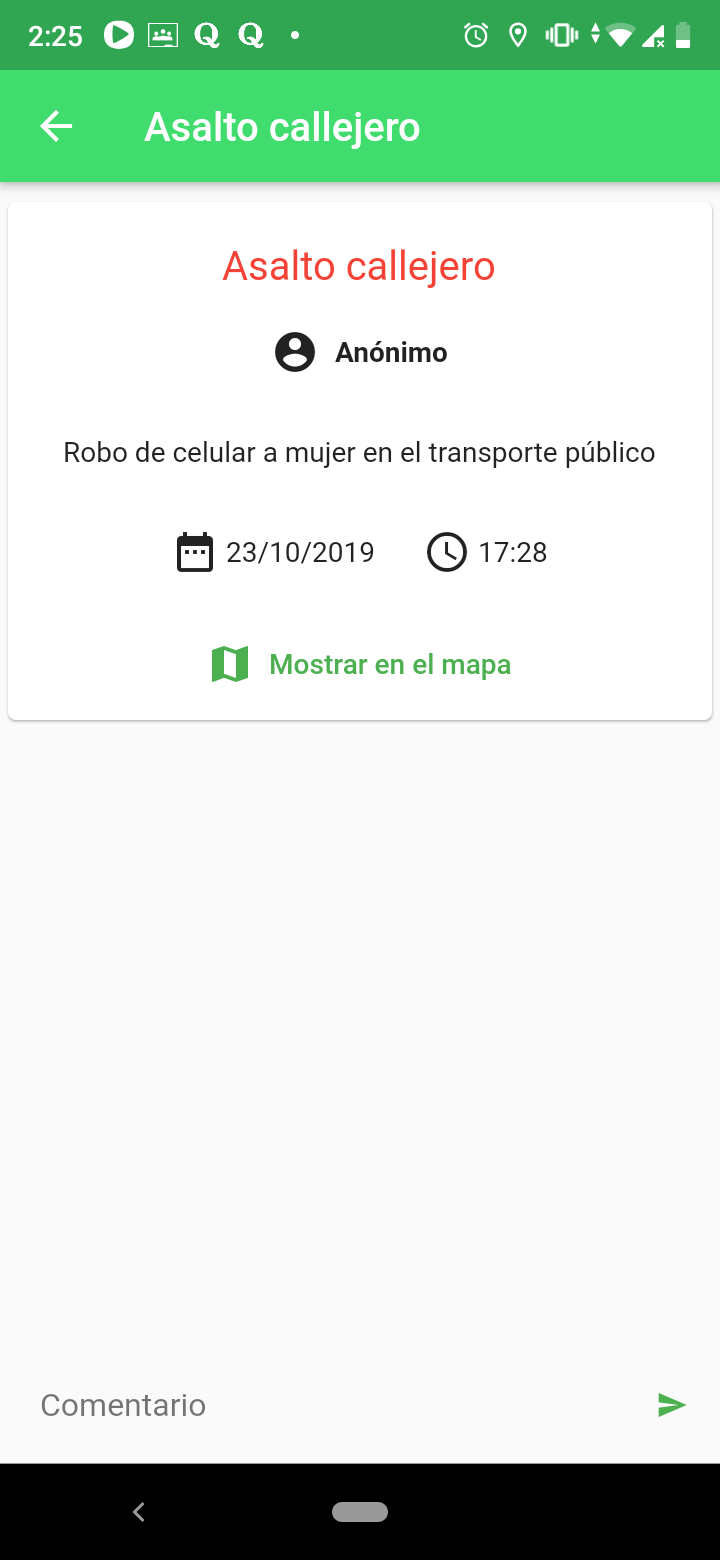 2:25
Asalto callejero
Asalto callejero
Anónimo
Robo de celular a mujer en el transporte público
23/10/2019 17:28
Mostrar en el mapa
Comentario